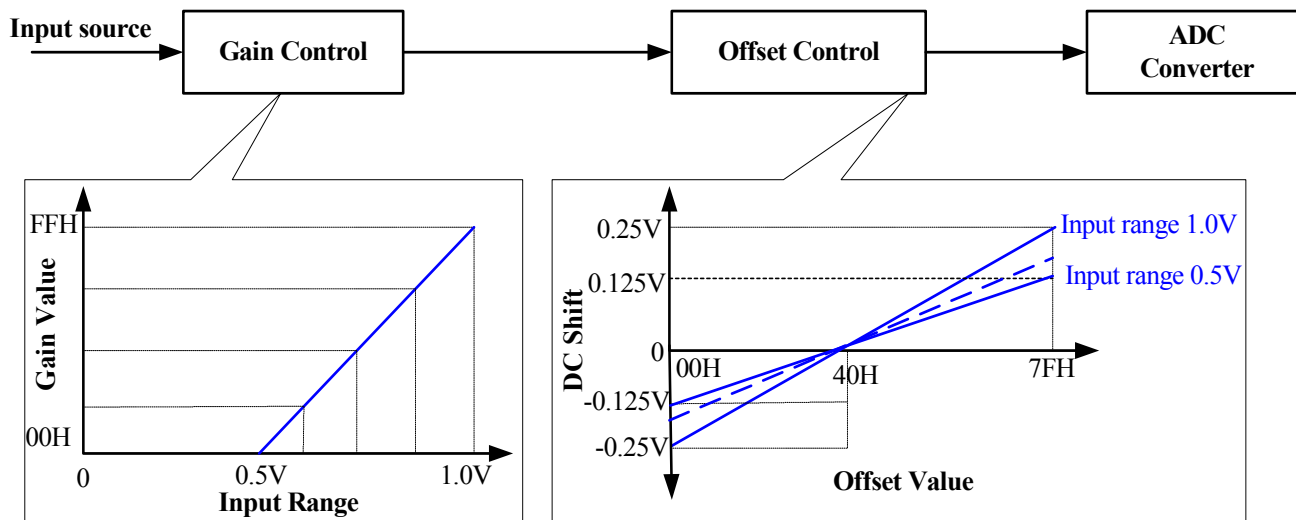 Input source
Gain Control
Offset Control
ADC
Converter
FFH
Gain Value
00H
0
0.5V
1.0V
Input Range
0.25V
0.125V
DC Shift
0
-0.125V
-0.25V
00H
40H
7FH
Input range 1.0V
Input range 0.5V
Offset Value